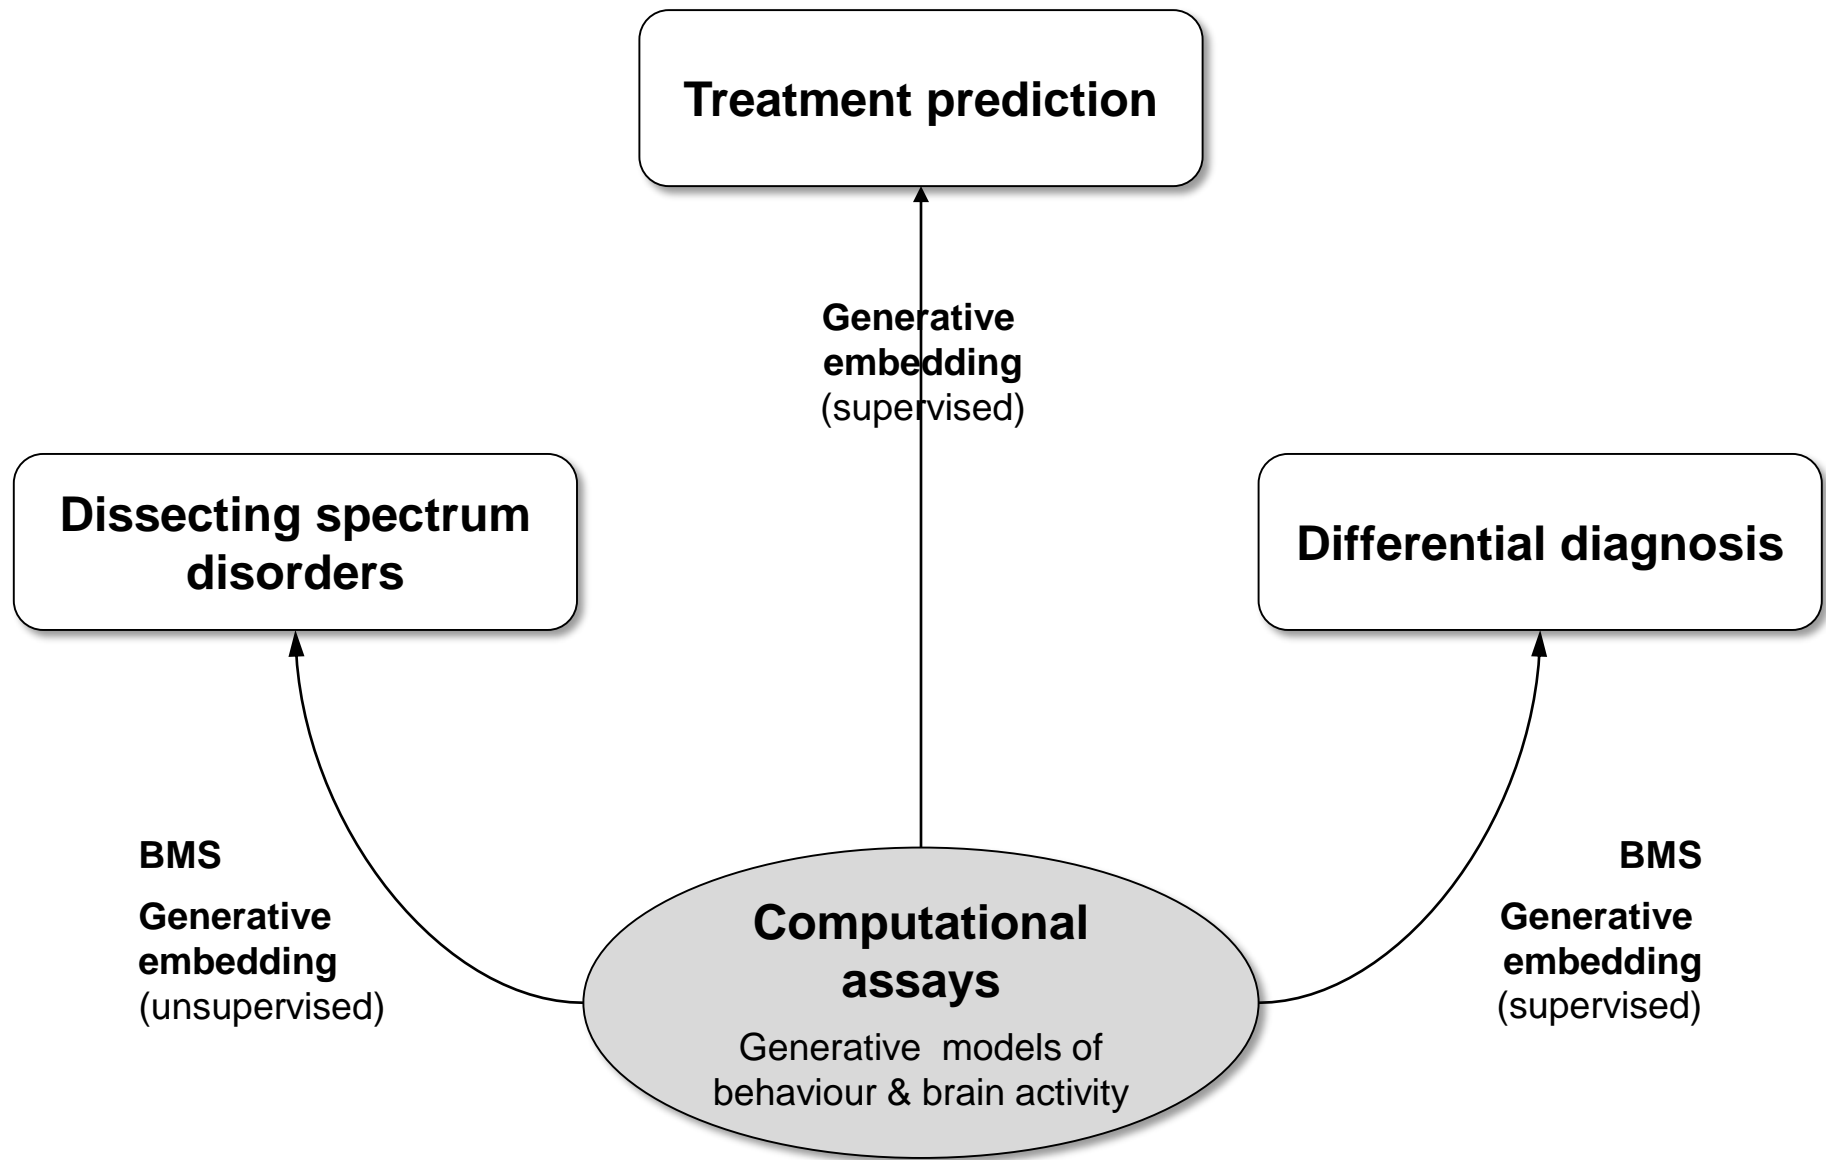 Treatment prediction
Generative
embedding
(supervised)
Dissecting spectrum
disorders
Differential diagnosis
BMS
Generative
embedding
(unsupervised)
Computational
assays
Generative models of
behaviour & brain activity
BMS
Generative
embedding
(supervised)